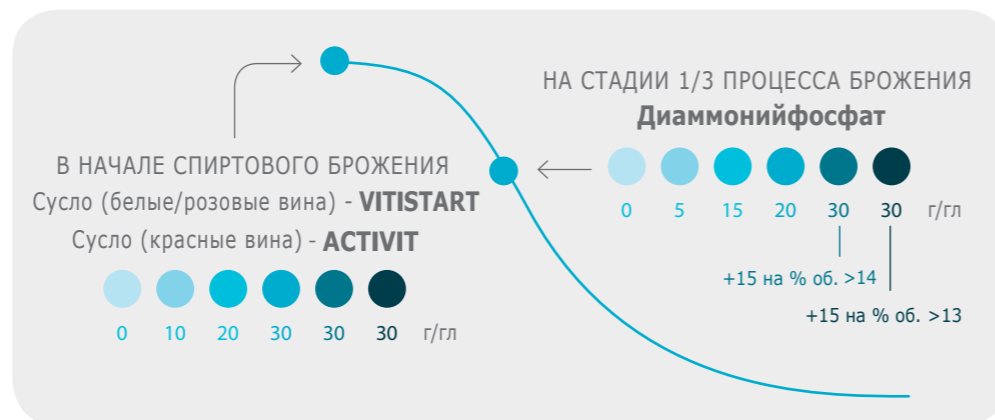 В НАЧАЛЕ СПИРТОВОГО БРОЖЕНИЯ
Сусло (белые/розовые вина) - VITISTART
Сусло (красные вина) - ACTIVIT
0 10 20 30 30 30 г/гл
НА СТАДИИ 1/3 ПРОЦЕССА БРОЖЕНИЯ
Диаммонийфосфат
0 5 15 20 30 30 г/гл
+15 на % об. >14
+15 на % об. >13